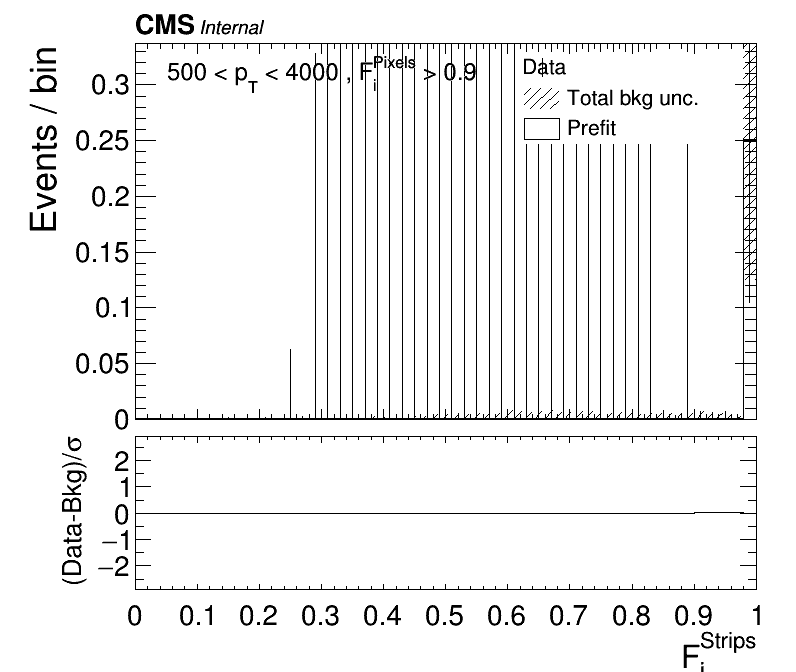 CMS Internal
500 < p_T < 4000 , F_i^Pixels > 0.9
Data
Total bkg unc.
Prefit
Events / bin
0.3
0.25
0.2
0.15
0.1
0.05
0
(Data-Bkg)/σ
2
1
0
−1
−2
0 0.1 0.2 0.3 0.4 0.5 0.6 0.7 0.8 0.9 1
F_i^Strips